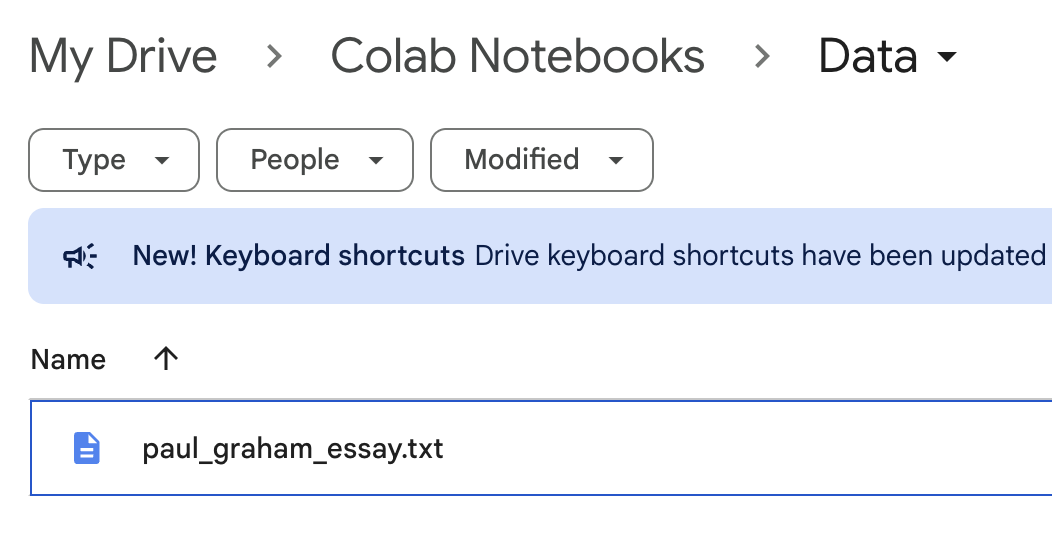 My Drive > Colab Notebooks > Data
Type People Modified
New! Keyboard shortcuts Drive keyboard shortcuts have been updated
Name
paul_graham_essay.txt